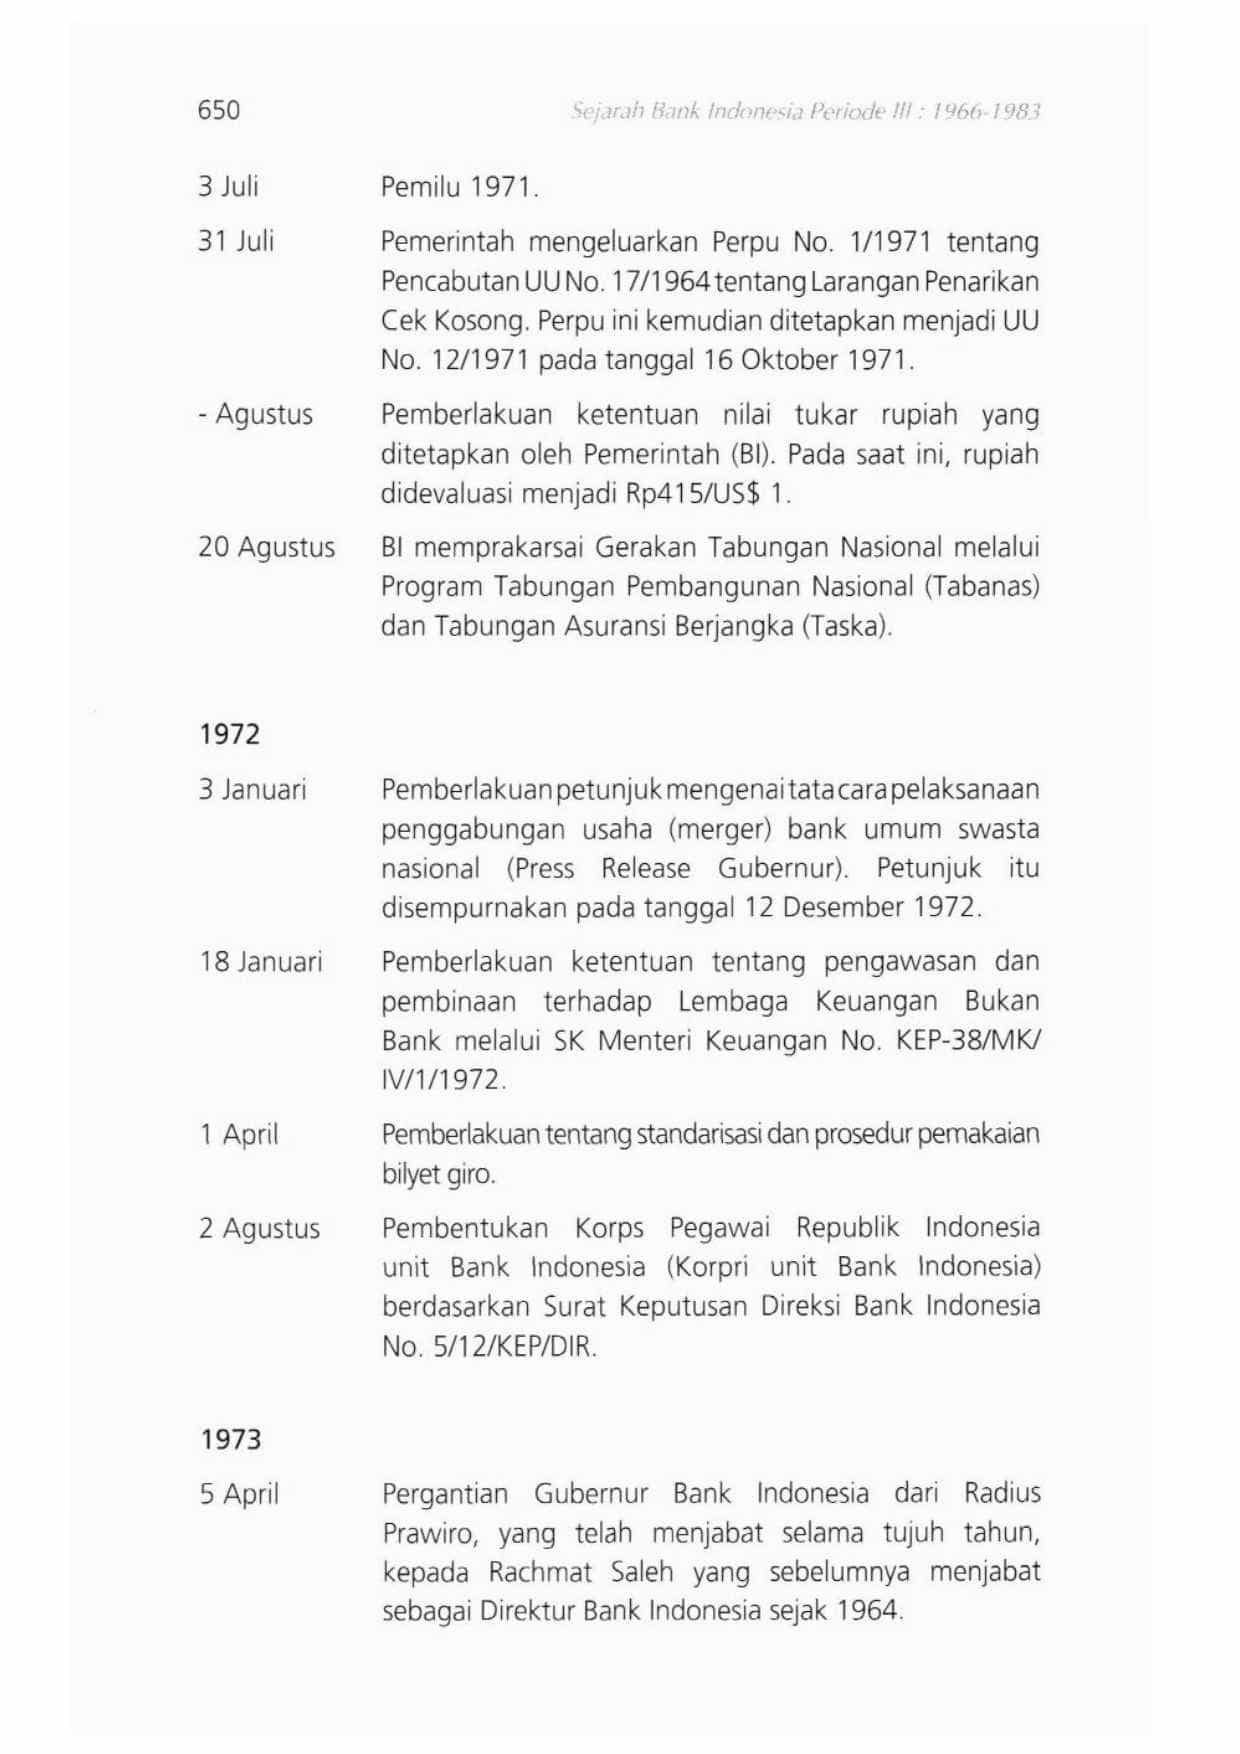 650 Sejarah Bank Indonesia Periode III : 1966-1983
3 Juli Pemilu 1971.
31 Juli Pemerintah mengeluarkan Perpu No. 1/1971 tentang
Pencabutan UU No. 17/1964 tentang Larangan Penarikan
Cek Kosong. Perpu ini kemudian ditetapkan menjadi UU
No. 12/1971 pada tanggal 16 Oktober 1971.
- Agustus Pemberlakuan ketentuan nilai tukar rupiah yang
ditetapkan oleh Pemerintah (BI). Pada saat ini, rupiah
didevaluasi menjadi Rp415/US$ 1.
20 Agustus BI memprakarsai Gerakan Tabungan Nasional melalui
Program Tabungan Pembangunan Nasional (Tabanas)
dan Tabungan Asuransi Berjangka (Taska).
1972
3 Januari Pemberlakuan petunjuk mengenai tata cara pelaksanaan
penggabungan usaha (merger) bank umum swasta
nasional (Press Release Gubernur). Petunjuk itu
disempurnakan pada tanggal 12 Desember 1972.
18 Januari Pemberlakuan ketentuan tentang pengawasan dan
pembinaan terhadap Lembaga Keuangan Bukan
Bank melalui SK Menteri Keuangan No. KEP-38/MK/
IV/1/1972.
1 April Pemberlakuan tentang standarisasi dan prosedur pemakaian
bilyet giro.
2 Agustus Pembentukan Korps Pegawai Republik Indonesia
unit Bank Indonesia (Korpri unit Bank Indonesia)
berdasarkan Surat Keputusan Direksi Bank Indonesia
No. 5/12/KEP/DIR.
1973
5 April Pergantian Gubernur Bank Indonesia dari Radius
Prawiro, yang telah menjabat selama tujuh tahun,
kepada Rachmat Saleh yang sebelumnya menjabat
sebagai Direktur Bank Indonesia sejak 1964.